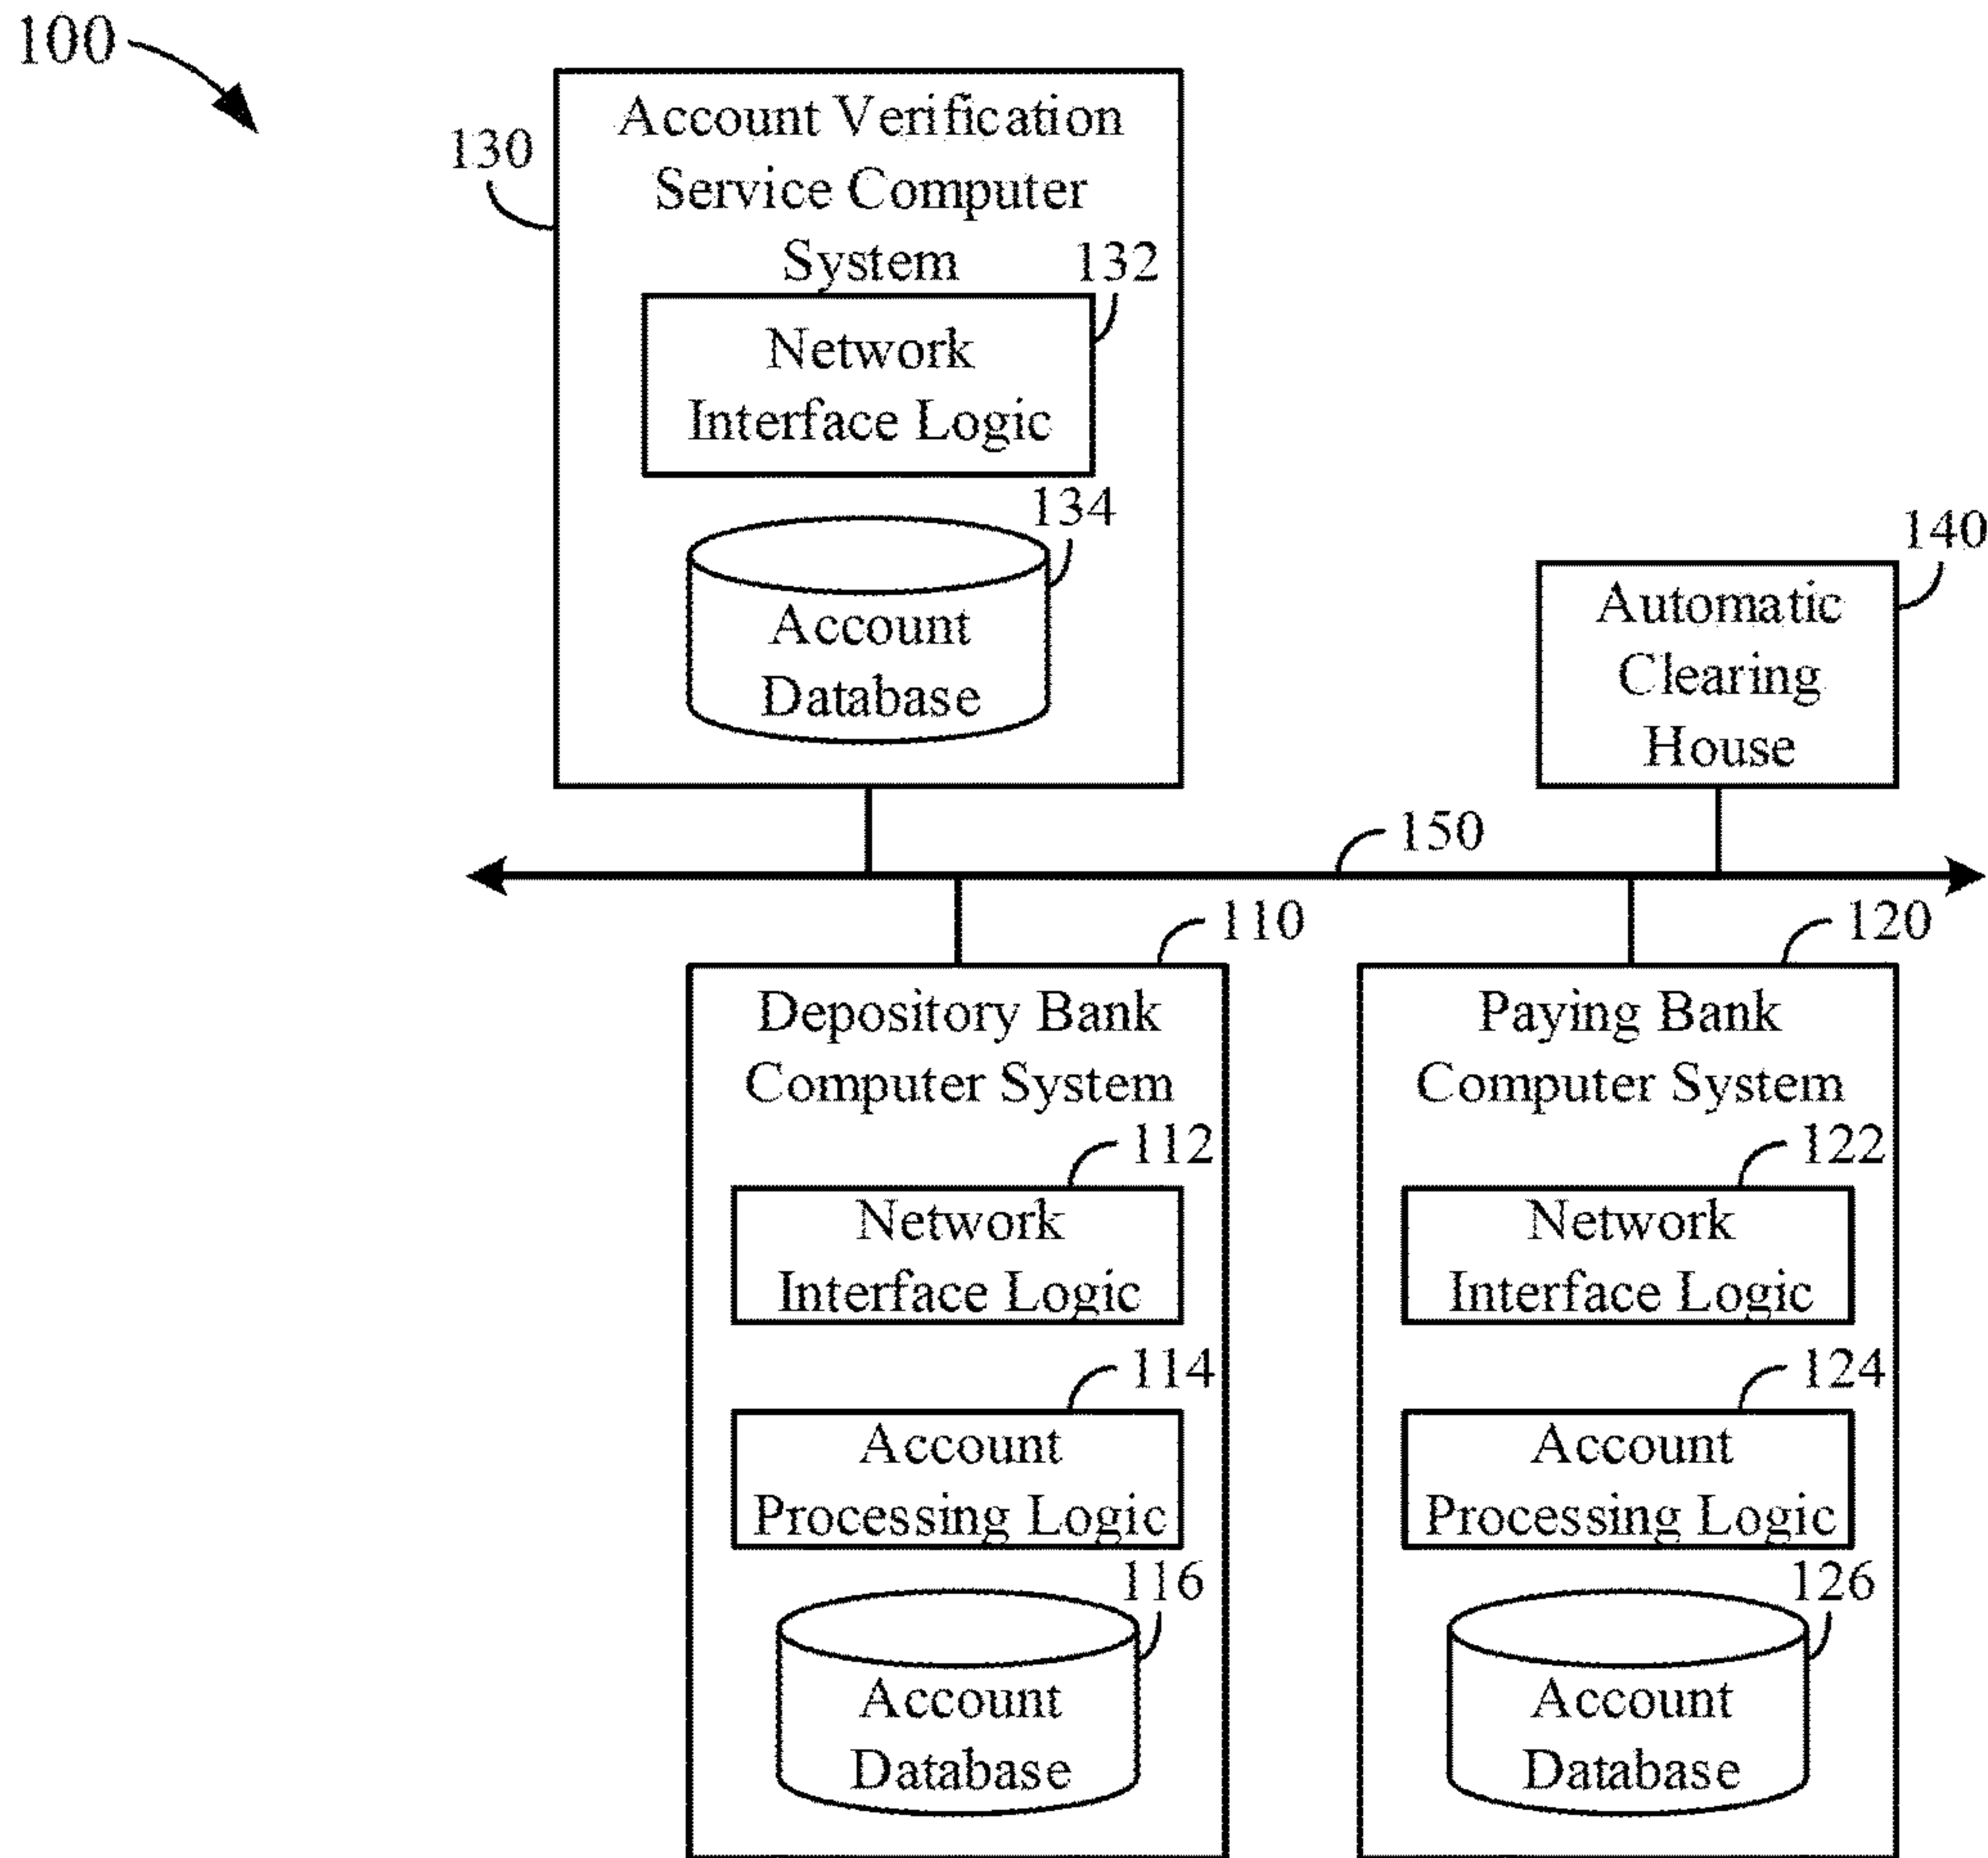 100
130
Account Verification
Service Computer
System
132
Network
Interface Logic
134
Account
Database
140
Automatic
Clearing
House
150
110
Depository Bank
Computer System
112
Network
Interface Logic
114
Account
Processing Logic
116
Account
Database
120
Paying Bank
Computer System
122
Network
Interface Logic
124
Account
Processing Logic
126
Account
Database